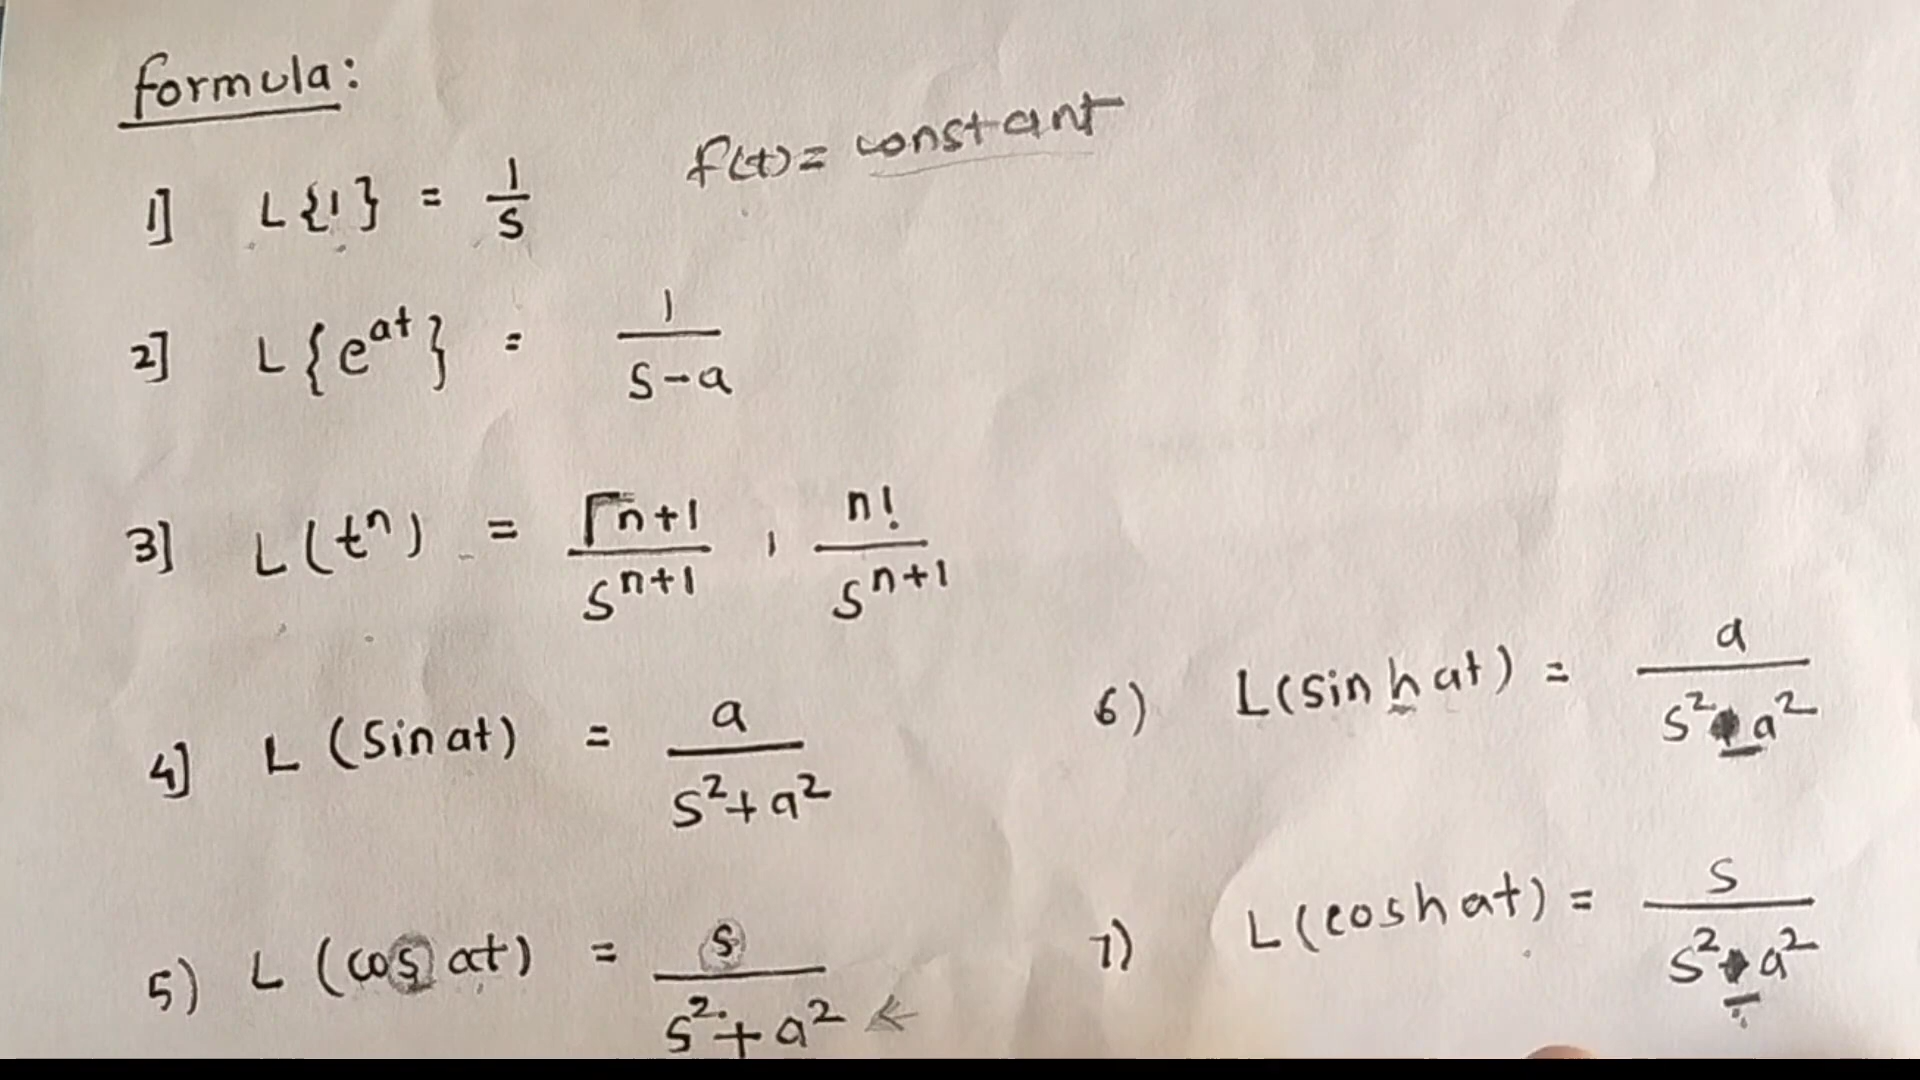 formula:
f(t) = constant
1] L{1} = 1/s
2] L{e^at} = 1/(s-a)
3] L(t^n) = Γn+1/s^(n+1) , n!/s^(n+1)
4] L(sin at) = a/(s²+a²)
5) L(cos at) = s/(s²+a²) ←
6) L(sinh at) = a/(s² - a²)
7) L(cosh at) = s/(s² - a²)